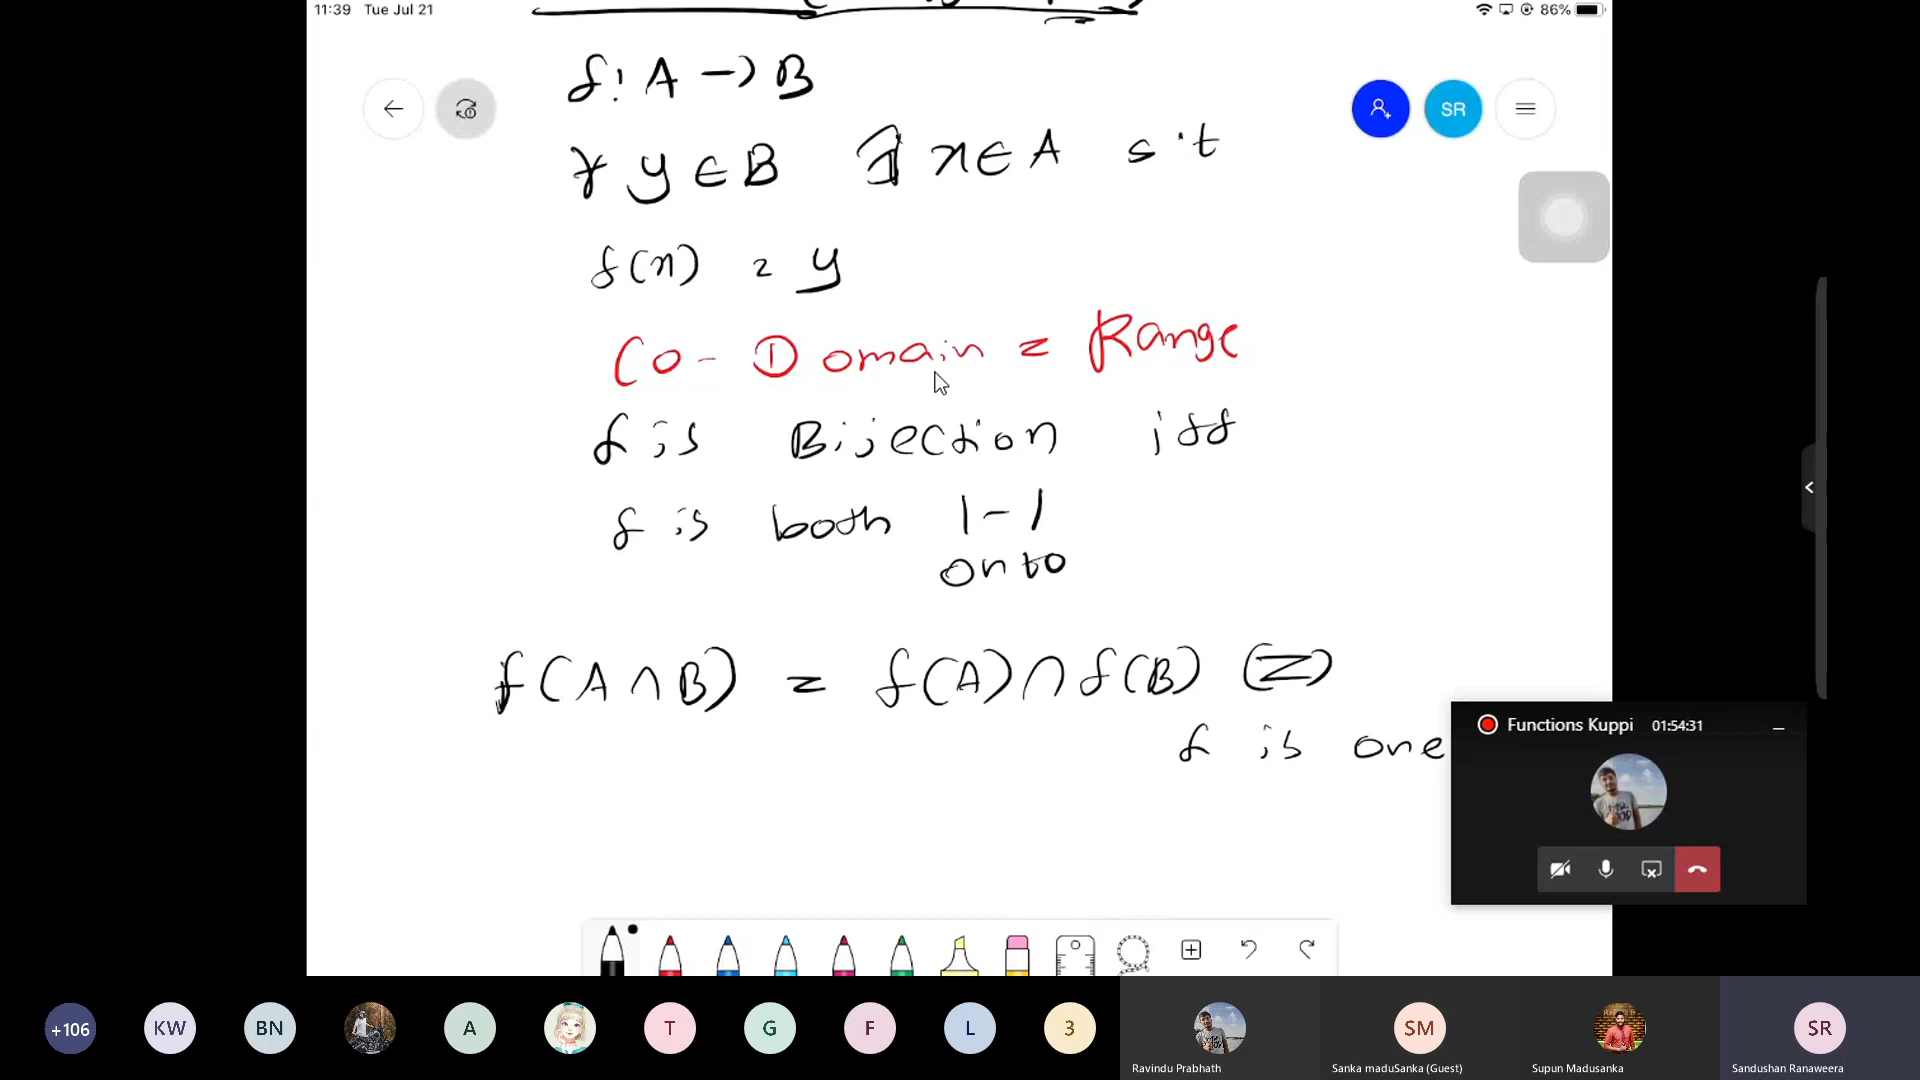 11:39 Tue Jul 21
86%
f: A → B
∀ y ∈ B ∃ x ∈ A s.t
SR
f(x) = y
Co-Domain = Range
f is Bijection iff
f is both 1-1
onto
f(A ∩ B) = f(A) ∩ f(B) (Z)
f is one
Functions Kuppi 01:54:31
+106 KW BN A T G F L 3 SM SR
Ravindu Prabhath Sanka maduSanka (Guest) Supun Madusanka Sandushan Ranaweera